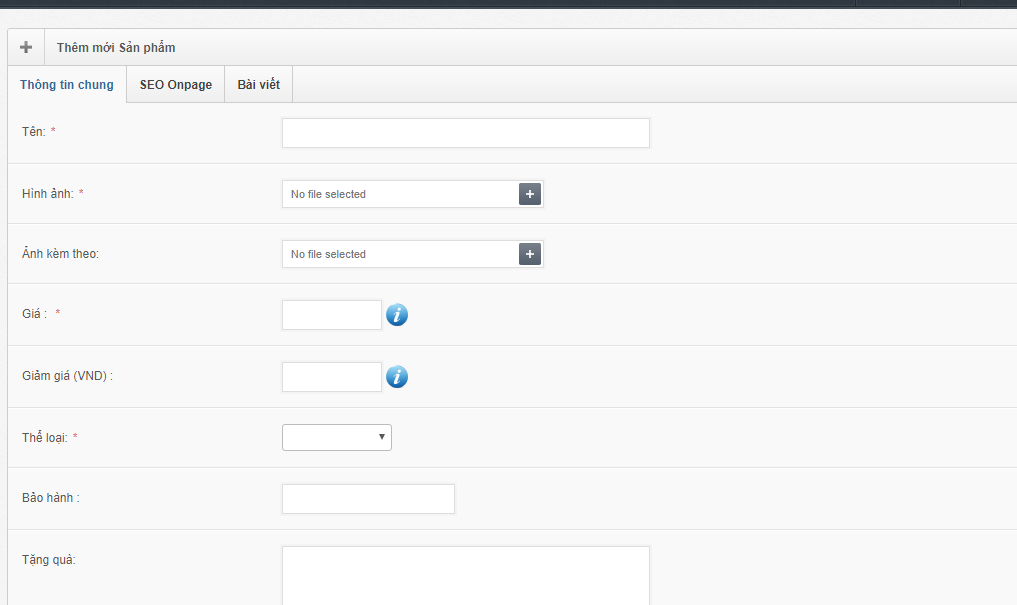 Thêm mới Sản phẩm
Thông tin chung SEO Onpage Bài viết
Tên: *
Hình ảnh: * No file selected
Ảnh kèm theo: No file selected
Giá : *
Giảm giá (VND) :
Thể loại: *
Bảo hành :
Tặng quà: